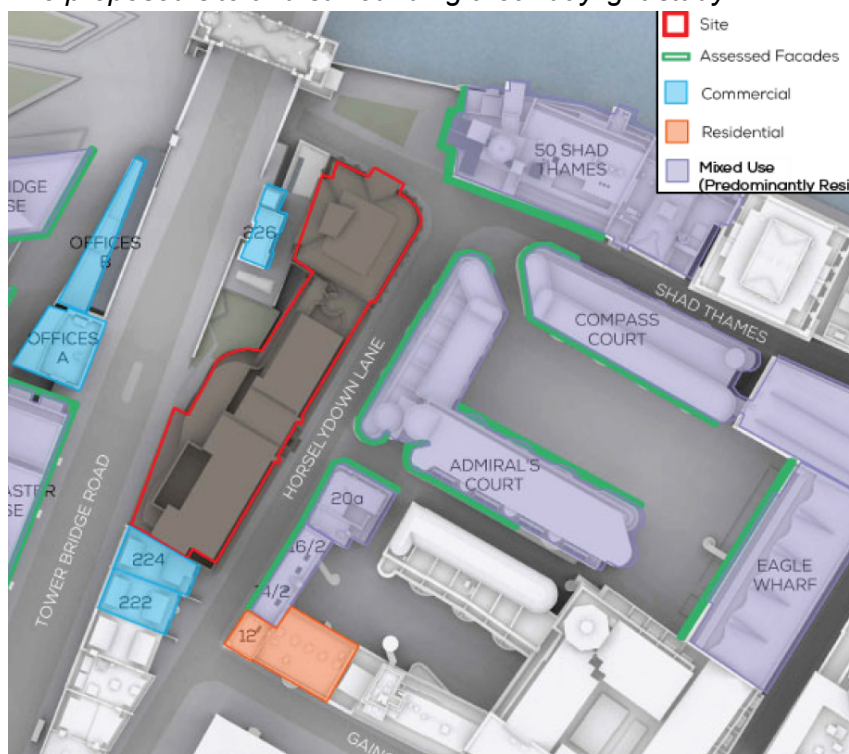 Site
Assessed Facades
Commercial
Residential
Mixed Use
(Predominantly Resi
50 SHAD
THAMES
SHAD THAMES
COMPASS
COURT
226
OFFICES
B
OFFICES
A
HORSELYDOWN LANE
ADMIRAL'S
COURT
TOWER BRIDGE ROAD
20a
16/2
14/2
12
224
222
EAGLE
WHARF